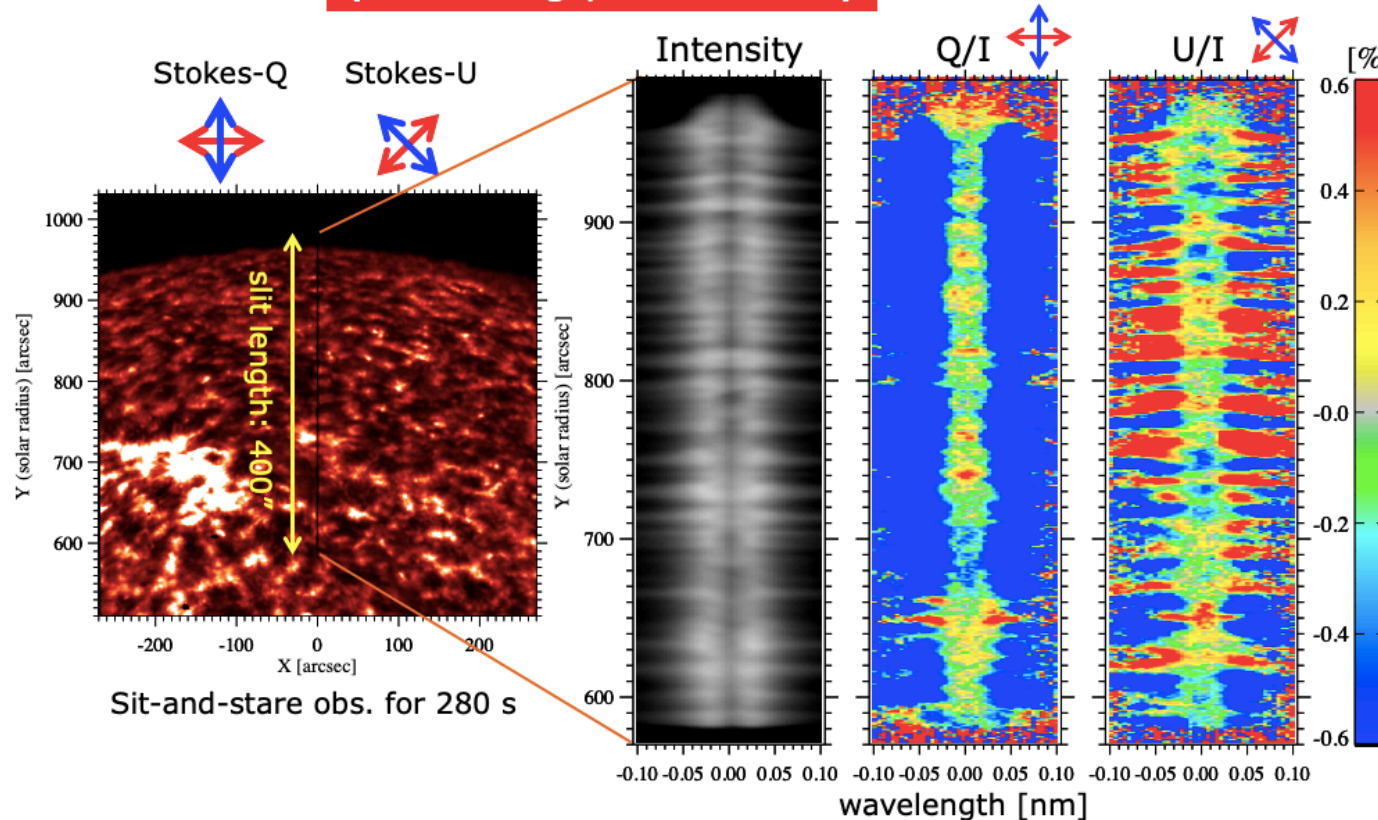 Stokes-Q
Stokes-U
slit length: 400"
1000
900
800
700
600
Y (solar radius) [arcsec]
-200
-100
0
100
200
X [arcsec]
Sit-and-stare obs. for 280 s
Intensity
Q/I
U/I
Y (solar radius) [arcsec]
900
800
700
600
-0.10 -0.05 0.00 0.05 0.10
-0.10 -0.05 0.00 0.05 0.10
-0.10 -0.05 0.00 0.05 0.10
wavelength [nm]
[%
0.6
0.4
0.2
-0.0
-0.2
-0.4
-0.6